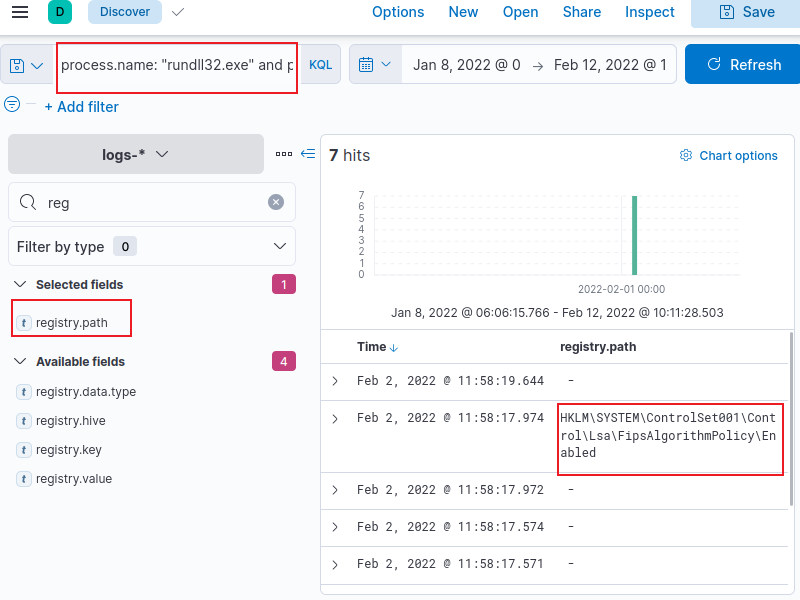 D Discover Options New Open Share Inspect Save
process.name: "rundll32.exe" and p KQL Jan 8, 2022 @ 0 → Feb 12, 2022 @ 1 Refresh
+ Add filter
logs-*
reg
Filter by type 0
Selected fields 1
t registry.path
Available fields 4
t registry.data.type
t registry.hive
t registry.key
t registry.value
7 hits Chart options
7
6
5
4
3
2
1
0
2022-02-01 00:00
Jan 8, 2022 @ 06:06:15.766 - Feb 12, 2022 @ 10:11:28.503
Time ↓ registry.path
Feb 2, 2022 @ 11:58:19.644 -
Feb 2, 2022 @ 11:58:17.974 HKLM\SYSTEM\ControlSet001\Cont
rol\Lsa\FipsAlgorithmPolicy\En
abled
Feb 2, 2022 @ 11:58:17.972 -
Feb 2, 2022 @ 11:58:17.574 -
Feb 2, 2022 @ 11:58:17.571 -